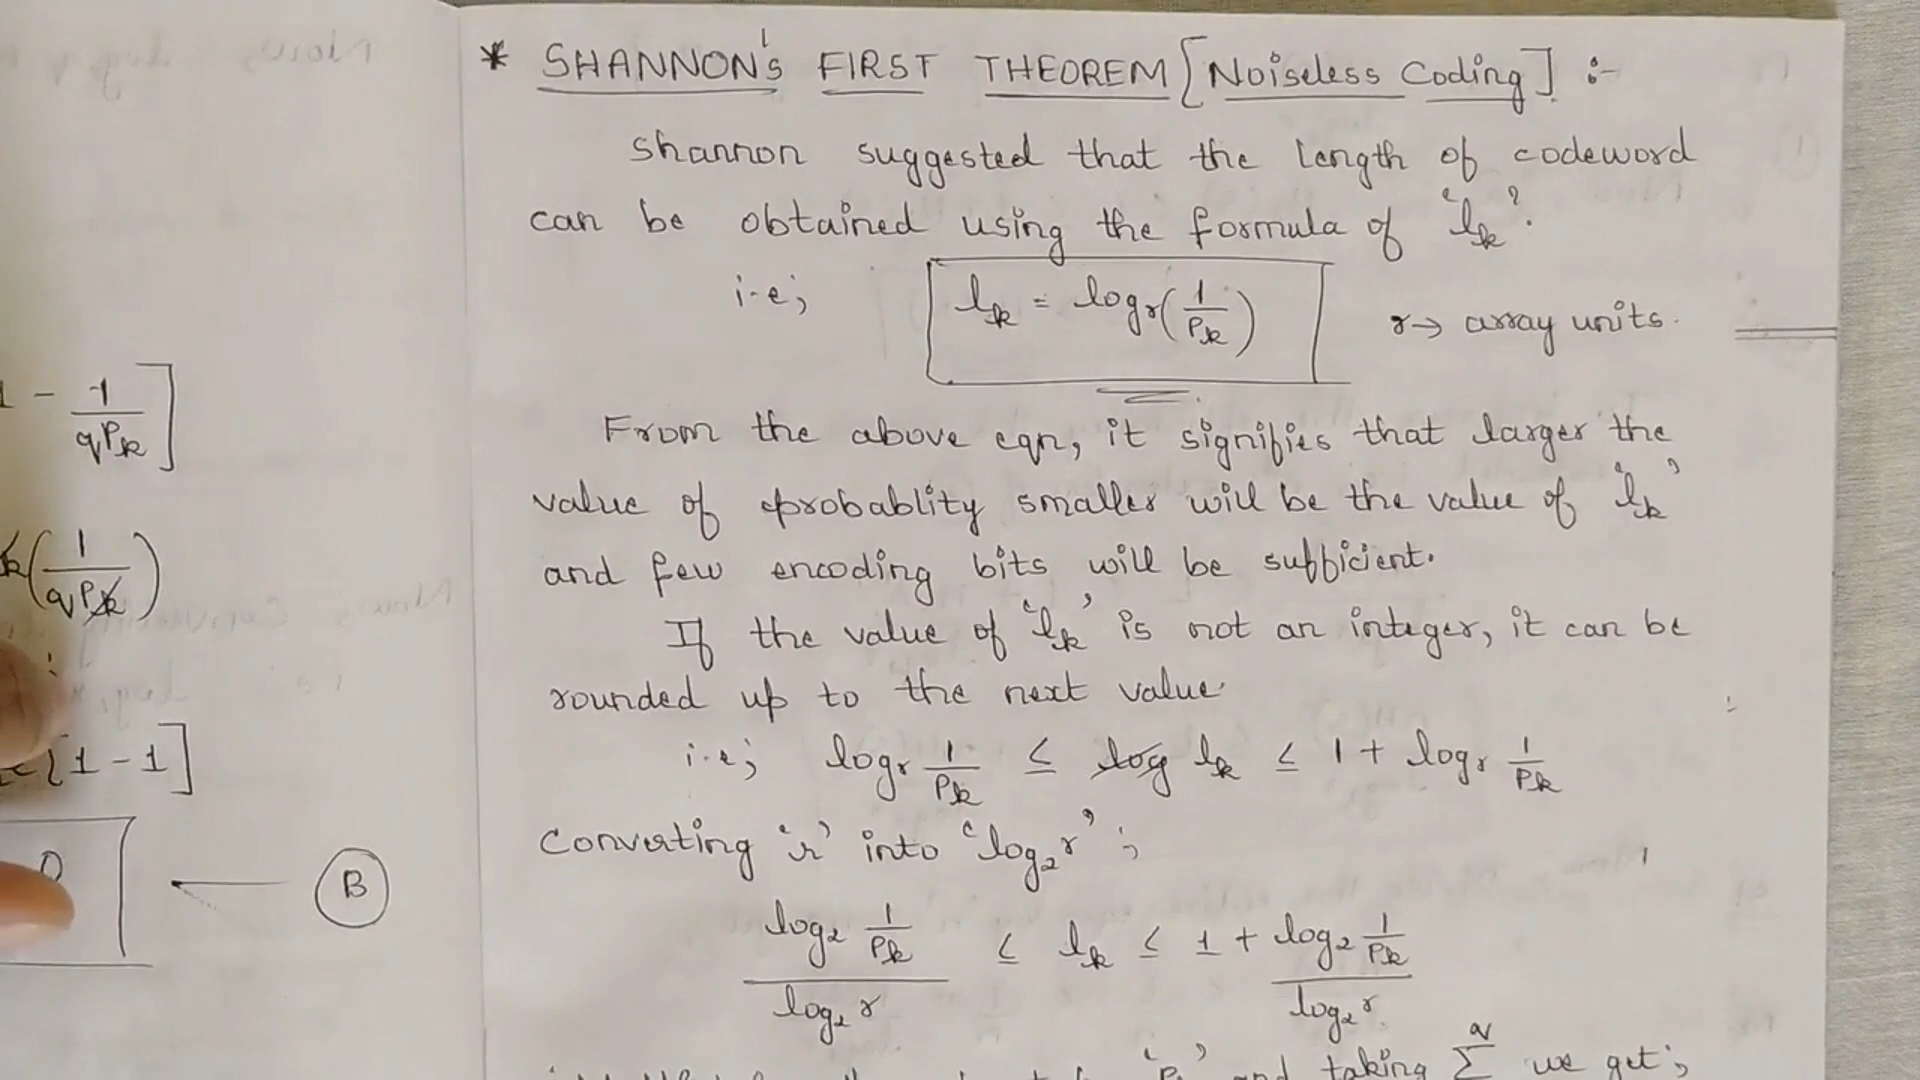 1 - 1/qPk ]
k(1/qPk)
[1-1]
0
B
* SHANNON's FIRST THEOREM [Noiseless Coding] :-
Shannon suggested that the length of codeword
can be obtained using the formula of 'lk'.
i.e; lk = logr(1/Pk) r→ array units.
From the above eqn, it signifies that larger the
value of probablity smaller will be the value of 'lk'
and few encoding bits will be sufficient.
If the value of 'lk' is not an integer, it can be
rounded up to the next value.
i.e; logr 1/Pk ≤ lk ≤ 1 + logr 1/Pk
Converting 'r' into 'log2 r';
log2 1/Pk / log2 r ≤ lk ≤ 1 + log2 1/Pk / log2 r
and taking Σ q we get;